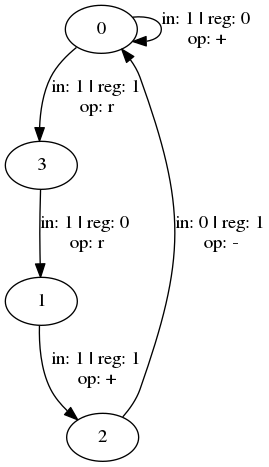 0
in: 1 | reg: 0
op: +
in: 1 | reg: 1
op: r
3
in: 1 | reg: 0
op: r
in: 0 | reg: 1
op: -
1
in: 1 | reg: 1
op: +
2